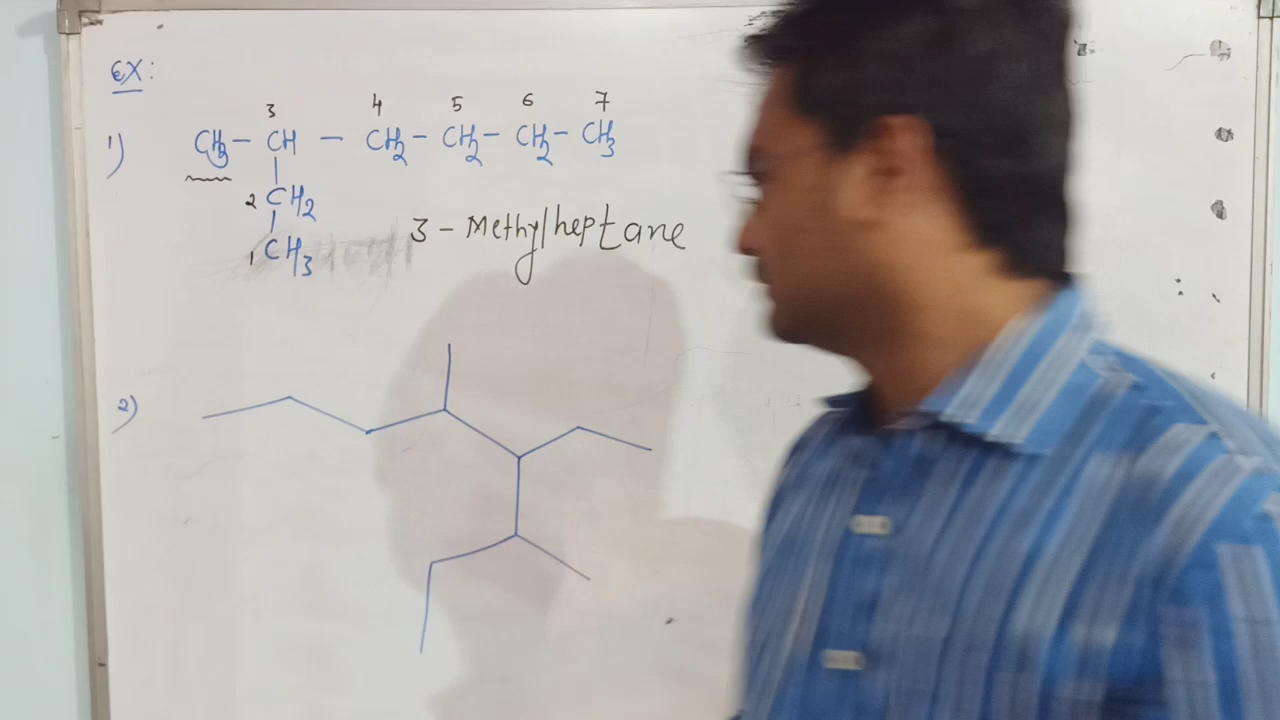 EX:
3 4 5 6 7
1) CH3 - CH - CH2 - CH2 - CH2 - CH3
2 CH2
1 CH3
3 - Methylheptane
2)